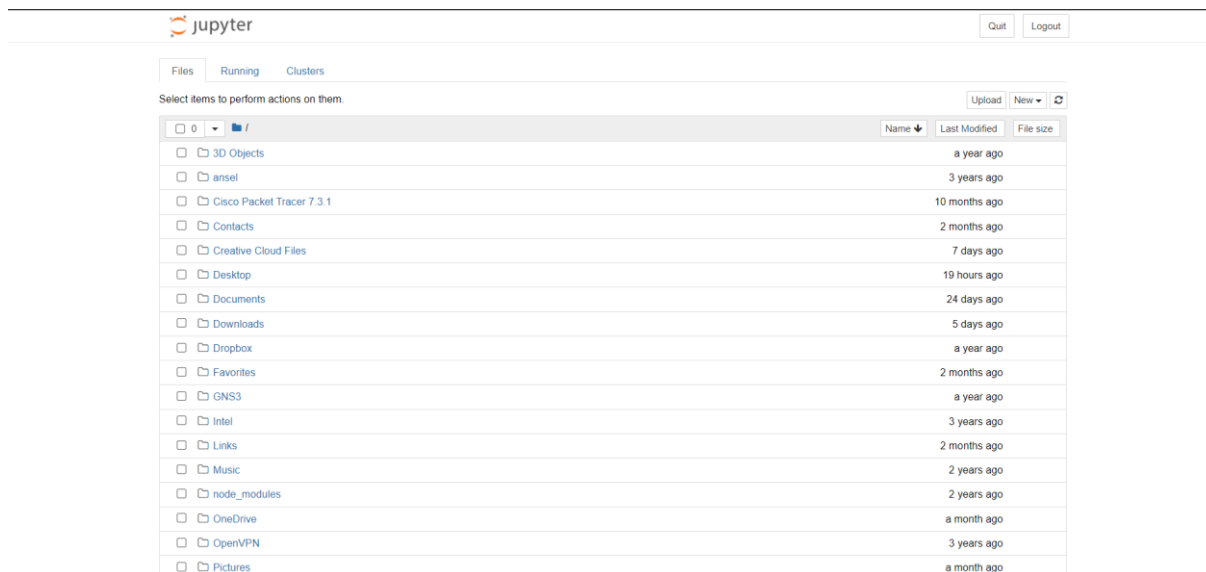 jupyter
Quit Logout
Files Running Clusters
Select items to perform actions on them.
Upload New
0 / Name Last Modified File size
3D Objects a year ago
ansel 3 years ago
Cisco Packet Tracer 7.3.1 10 months ago
Contacts 2 months ago
Creative Cloud Files 7 days ago
Desktop 19 hours ago
Documents 24 days ago
Downloads 5 days ago
Dropbox a year ago
Favorites 2 months ago
GNS3 a year ago
Intel 3 years ago
Links 2 months ago
Music 2 years ago
node_modules 2 years ago
OneDrive a month ago
OpenVPN 3 years ago
Pictures a month ago